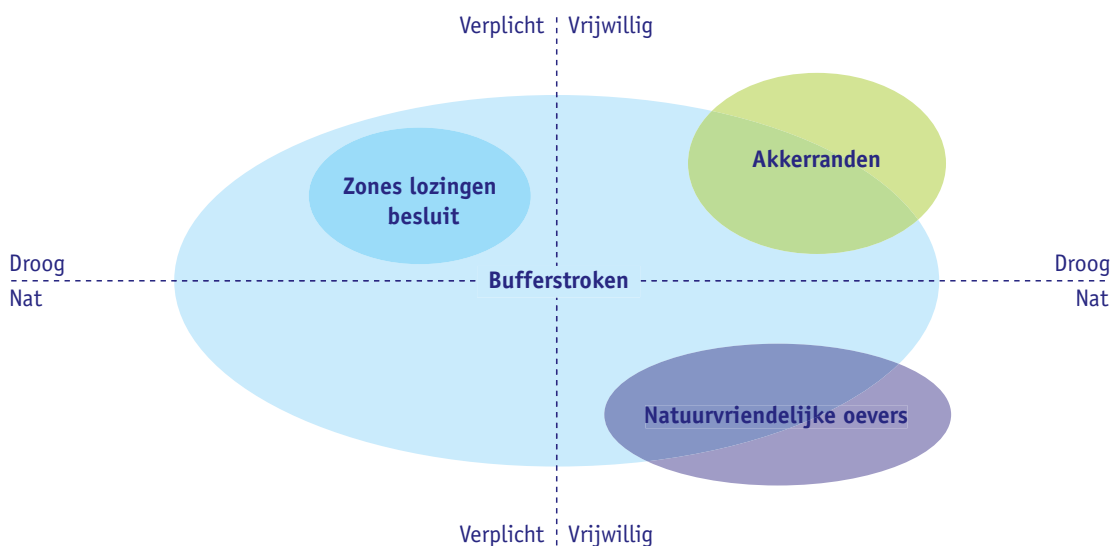 Verplicht Vrijwillig
Akkerranden
Zones lozingen
besluit
Droog
Droog
Bufferstroken
Nat
Nat
Natuurvriendelijke oevers
Verplicht Vrijwillig